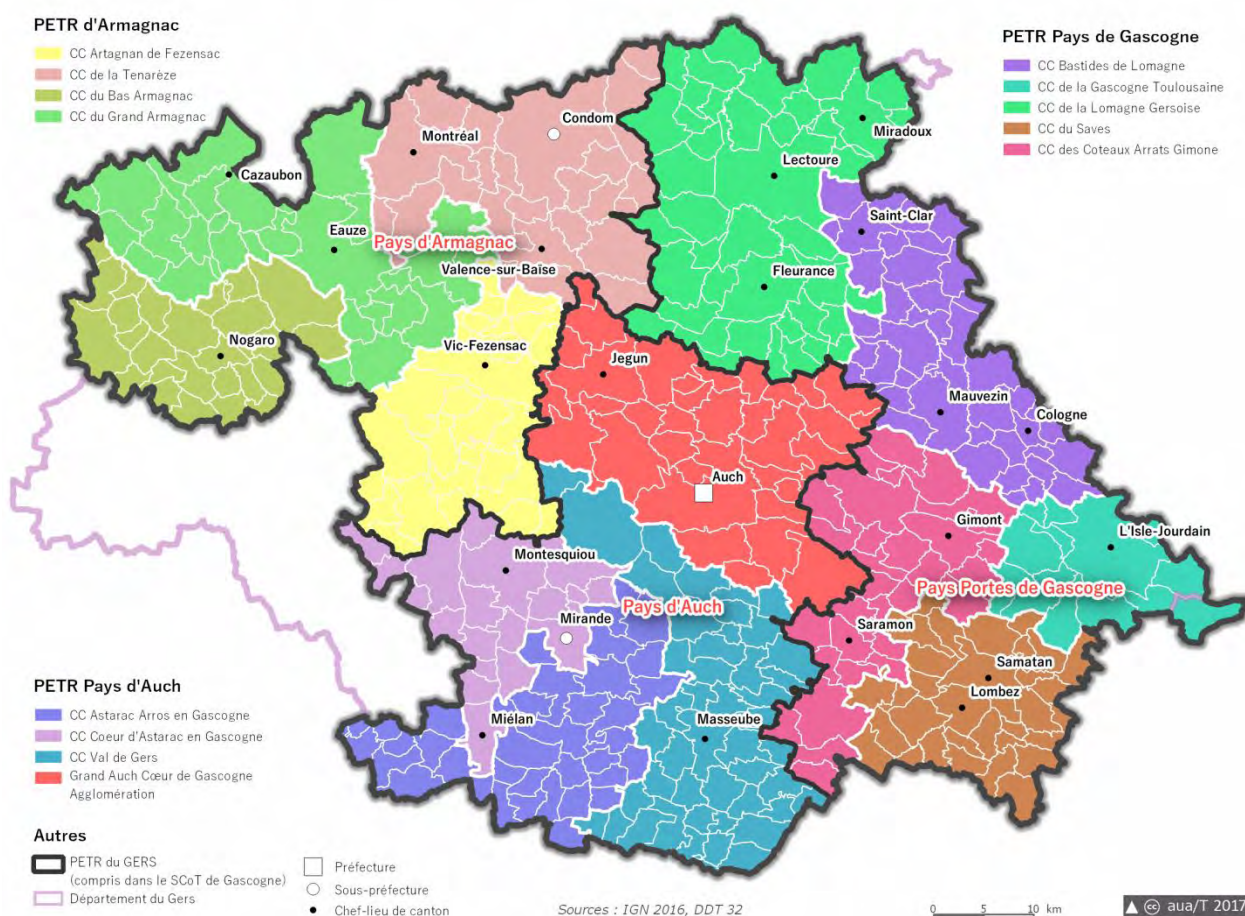 PETR d'Armagnac
CC Artagnan de Fezensac
CC de la Tenarèze
CC du Bas Armagnac
CC du Grand Armagnac
PETR Pays de Gascogne
CC Bastides de Lomagne
CC de la Gascogne Toulousaine
CC de la Lomagne Gersoise
CC du Saves
CC des Coteaux Arrats Gimone
Condom
Montréal
Miradoux
Lectoure
Cazaubon
Saint-Clar
Eauze
Pays d'Armagnac
Valence-sur-Baïse
Fleurance
Nogaro
Vic-Fezensac
Jegun
Mauvezin
Cologne
Auch
Gimont
L'Isle-Jourdain
Montesquiou
Pays d'Auch
Pays Portes de Gascogne
Mirande
Saramon
Samatan
Lombez
Miélan
Masseube
PETR Pays d'Auch
CC Astarac Arros en Gascogne
CC Coeur d'Astarac en Gascogne
CC Val de Gers
Grand Auch Cœur de Gascogne
Agglomération
Autres
PETR du GERS
(compris dans le SCoT de Gascogne)
Département du Gers
Préfecture
Sous-préfecture
Chef-lieu de canton
Sources : IGN 2016, DDT 32
0 5 10 km
cc aua/T 2017